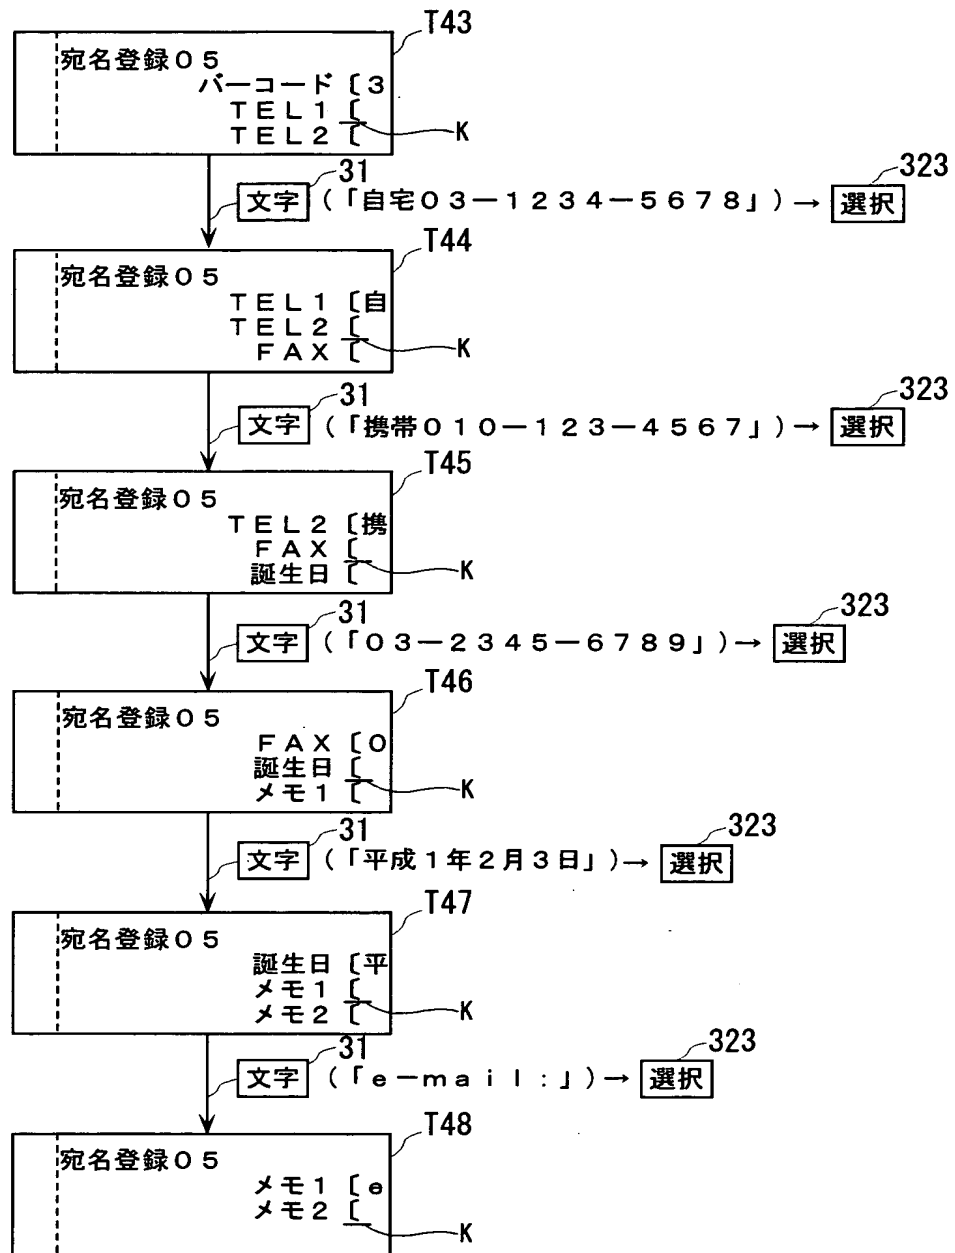 T43
宛名登録05
バーコード〔3
TEL1〔
TEL2〔
K
31
323
文字(「自宅03－1234－5678」)→ 選択
T44
宛名登録05
TEL1〔自
TEL2〔
FAX〔
K
31
323
文字(「携帯010－123－4567」)→ 選択
T45
宛名登録05
TEL2〔携
FAX〔
誕生日〔
K
31
323
文字(「03－2345－6789」)→ 選択
T46
宛名登録05
FAX〔0
誕生日〔
メモ1〔
K
31
323
文字(「平成1年2月3日」)→ 選択
T47
宛名登録05
誕生日〔平
メモ1〔
メモ2〔
K
31
323
文字(「e－mail:」)→ 選択
T48
宛名登録05
メモ1〔e
メモ2〔
K